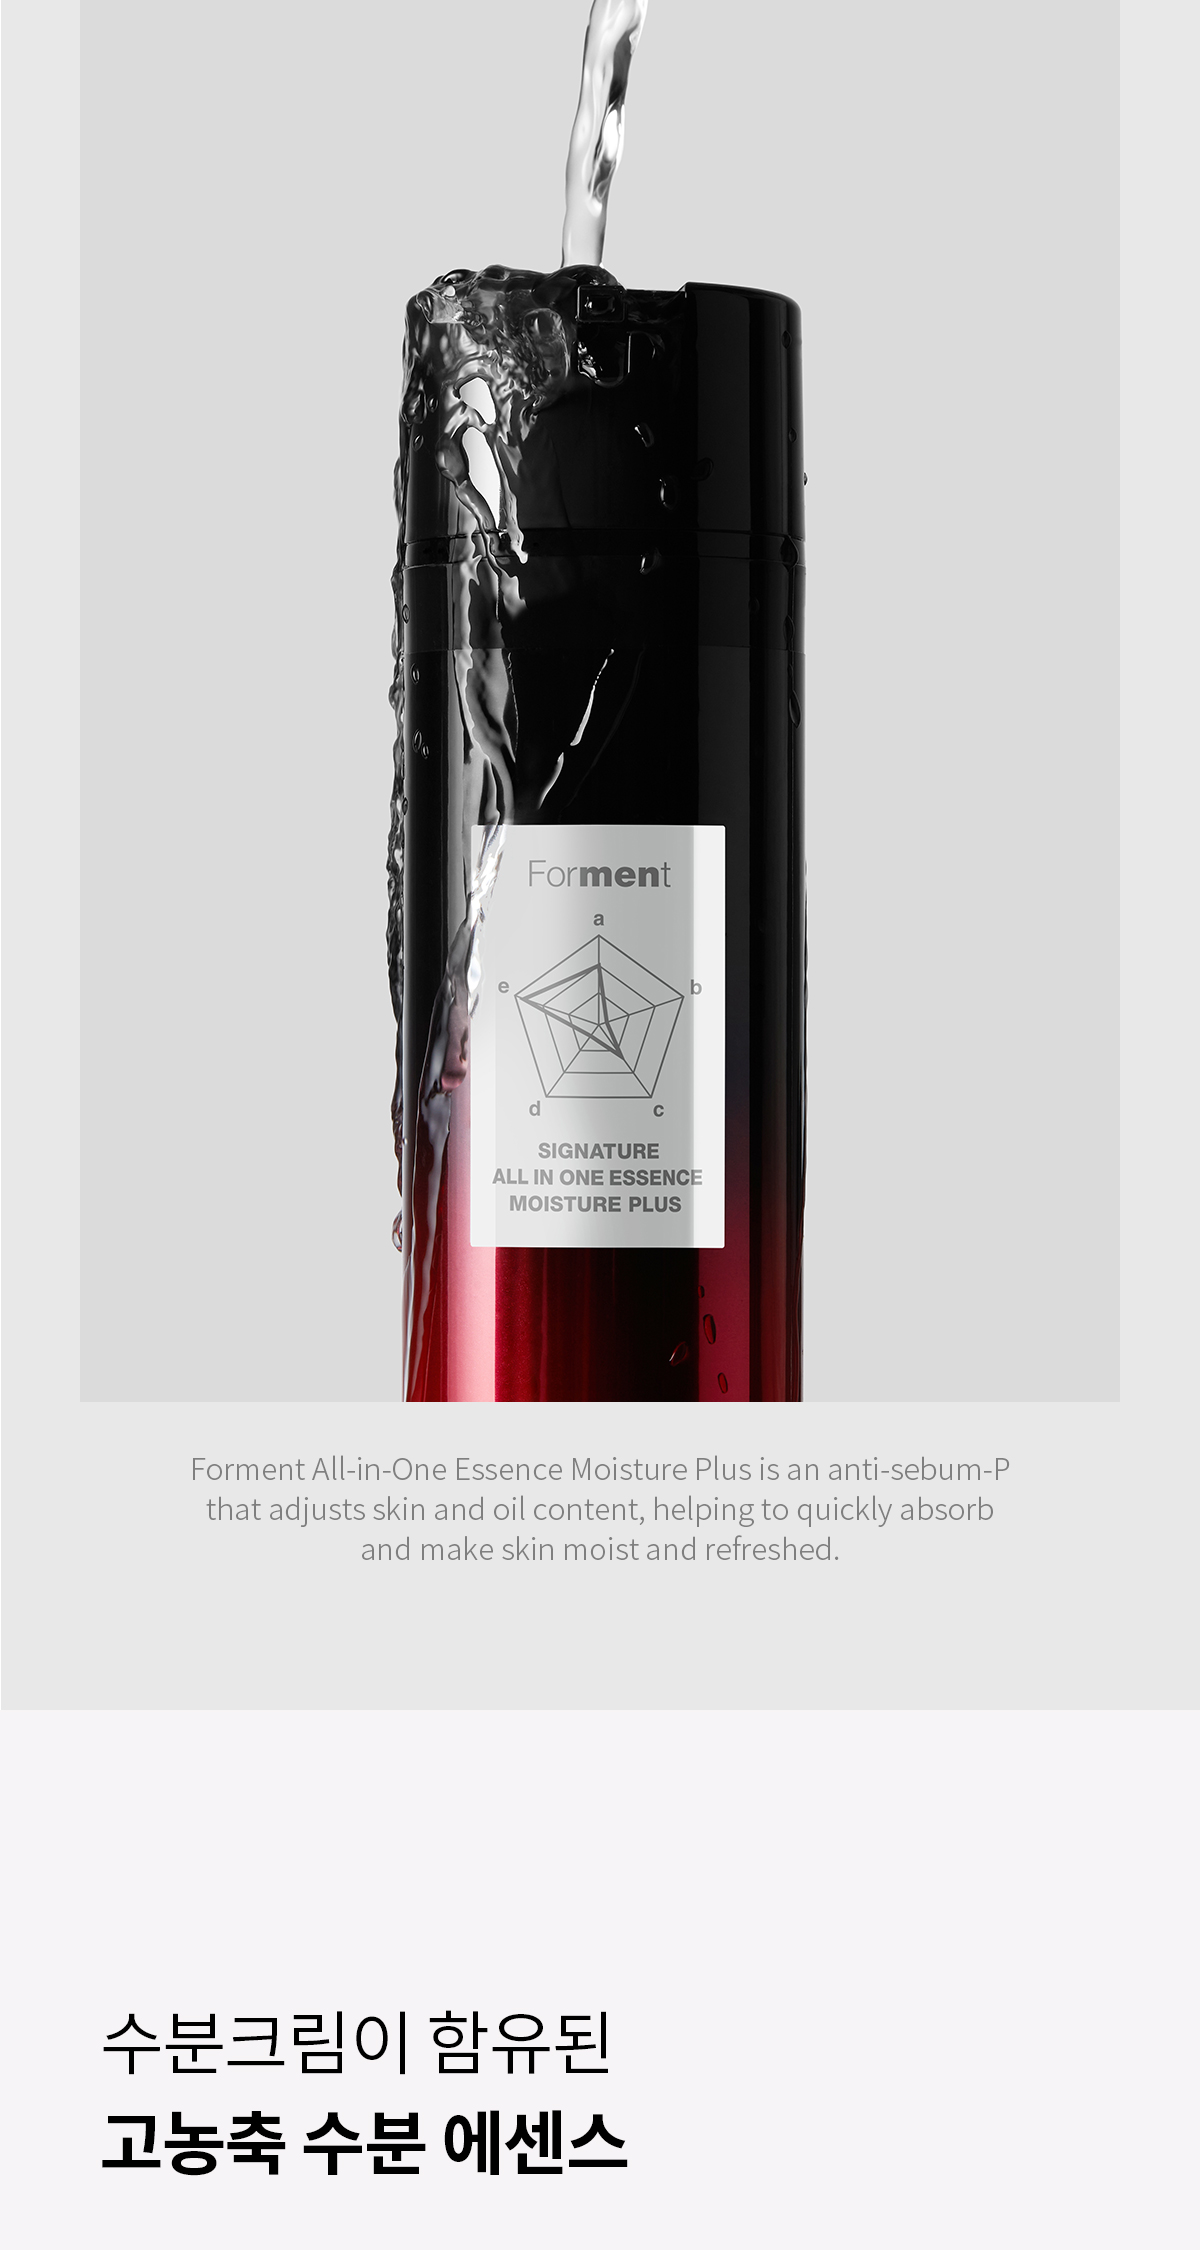 Forment
a
e
b
d
c
SIGNATURE
ALL IN ONE ESSENCE
MOISTURE PLUS
Forment All-in-One Essence Moisture Plus is an anti-sebum-P
that adjusts skin and oil content, helping to quickly absorb
and make skin moist and refreshed.
수분크림이 함유된
고농축 수분 에센스